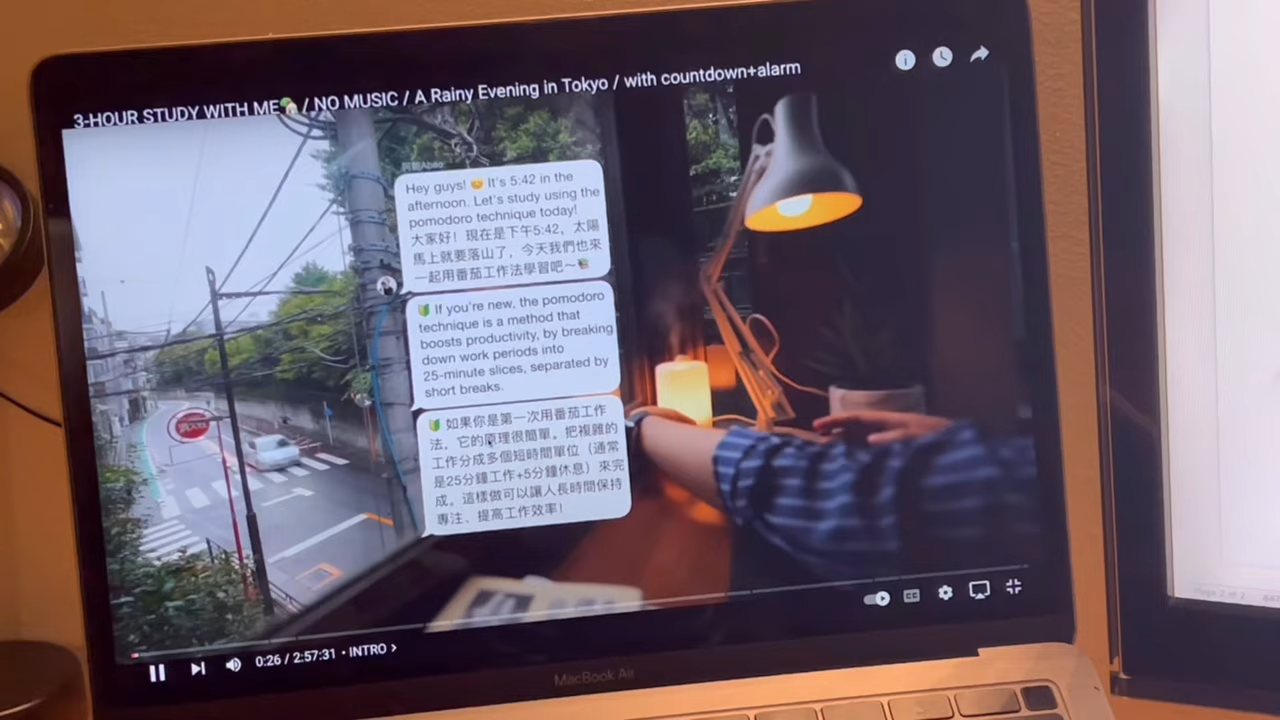 3-HOUR STUDY WITH ME🏡 / NO MUSIC / A Rainy Evening in Tokyo / with countdown+alarm
Hey guys! 😊 It's 5:42 in the
afternoon. Let's study using the
pomodoro technique today!
大家好！現在是下午5:42，太陽
馬上就要落山了，今天我們也來
一起用番茄工作法學習吧～📚
🔰 If you're new, the pomodoro
technique is a method that
boosts productivity, by breaking
down work periods into
25-minute slices, separated by
short breaks.
🔰 如果你是第一次用番茄工作
法，它的原理很簡單。把複雜的
工作分成多個短時間單位（通常
是25分鐘工作+5分鐘休息）來完
成。這樣做可以讓人長時間保持
專注、提高工作效率！
CC
0:26 / 2:57:31 • INTRO >
MacBook Air